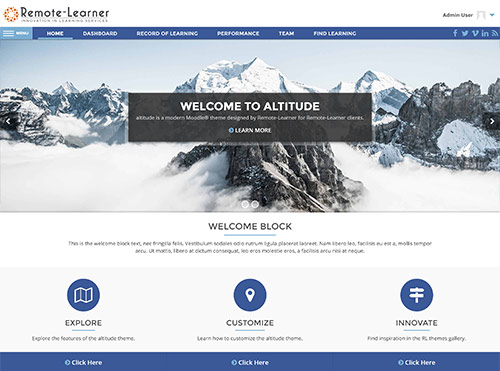 Remote-Learner
INNOVATION IN LEARNING SERVICES
Admin User
MENU HOME DASHBOARD RECORD OF LEARNING PERFORMANCE TEAM FIND LEARNING
WELCOME TO ALTITUDE
altitude is a modern Moodle® theme designed by Remote-Learner for Remote-Learner clients.
LEARN MORE
WELCOME BLOCK
This is the welcome block text, nec fringilla felis. Vestibulum sodales odio rutrum ligula placerat laoreet. Nam libero leo, facilisis eu est a, mollis tempor
arcu. Ut mattis, libero at dictum consequat, leo eros molestie eros, a facilisis arcu nisi at neque.
EXPLORE
Explore the features of the altitude theme.
Click Here
CUSTOMIZE
Learn how to customize the altitude theme.
Click Here
INNOVATE
Find inspiration in the RL themes gallery.
Click Here